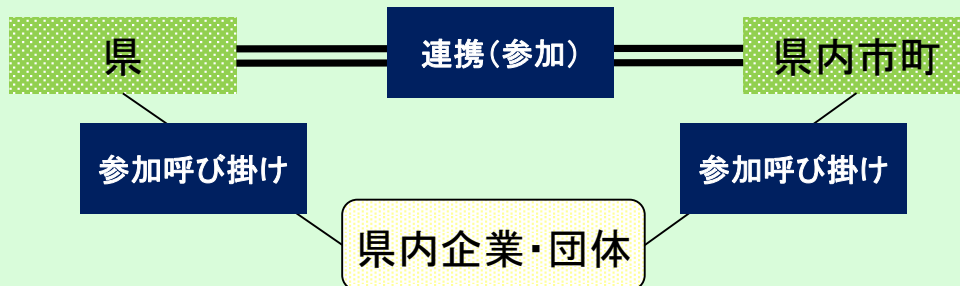 県
連携(参加)
県内市町
参加呼び掛け
参加呼び掛け
県内企業・団体